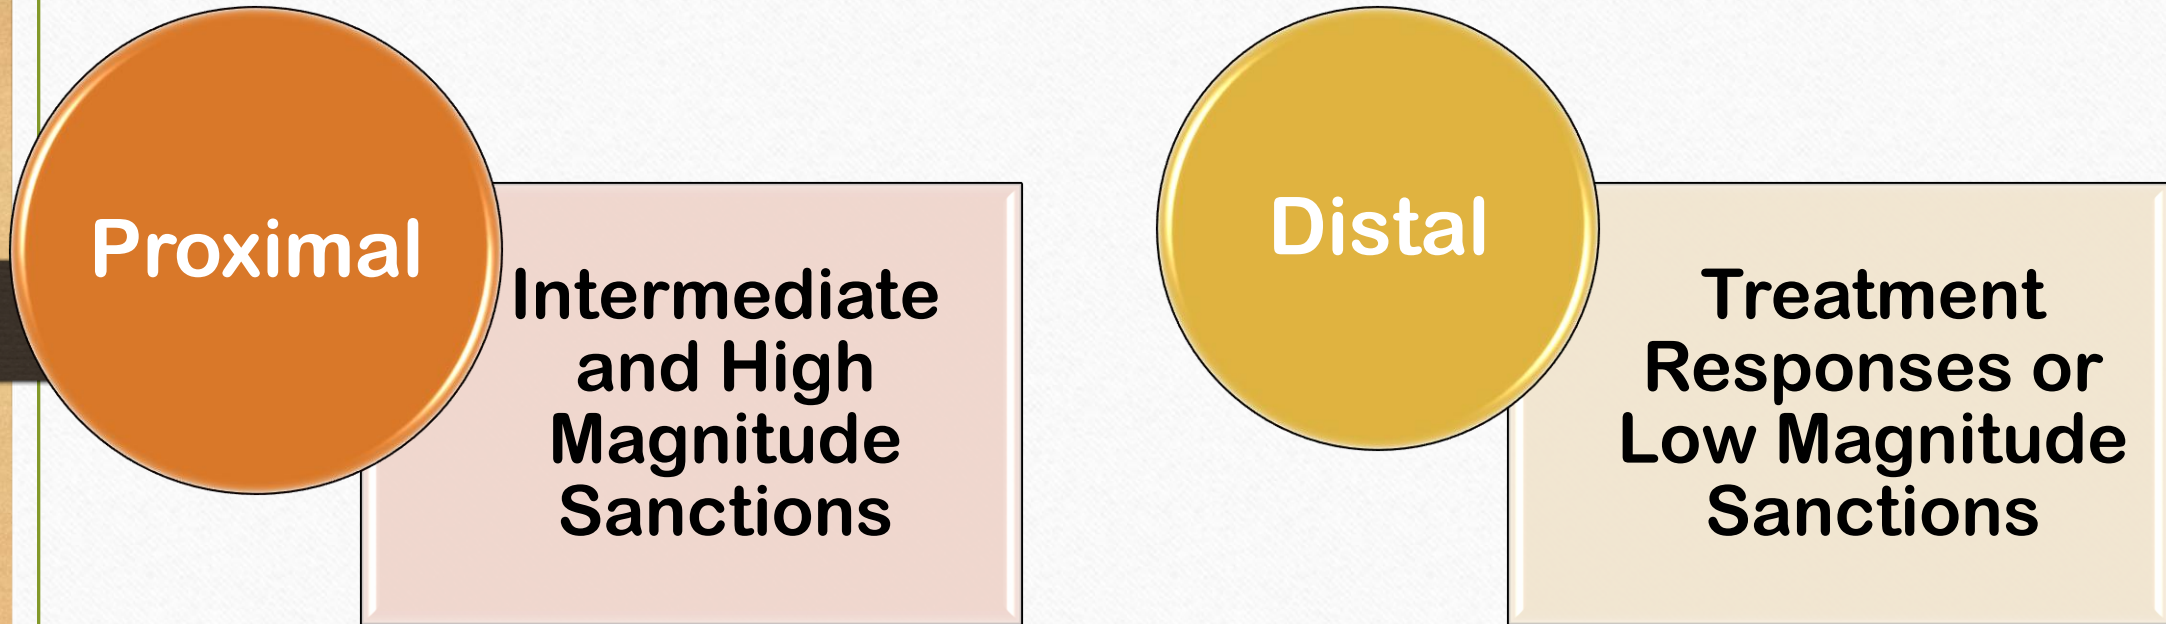 Proximal
Intermediate
and High
Magnitude
Sanctions
Distal
Treatment
Responses or
Low Magnitude
Sanctions